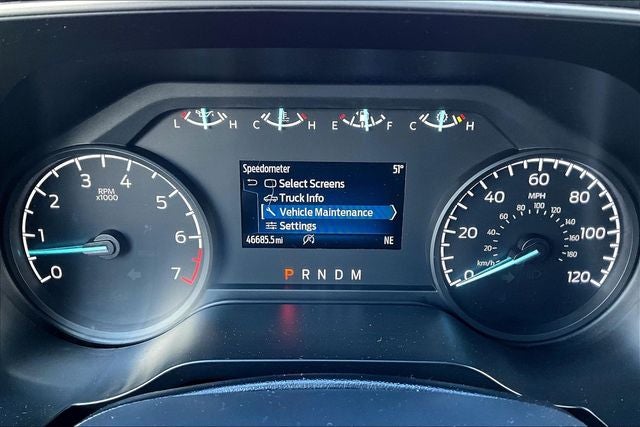 L H C H E F C H
Speedometer 51°
Select Screens
Truck Info
Vehicle Maintenance
Settings
46685.5 mi NE
P R N D M
RPM
x1000
0 1 2 3 4 5 6 7
MPH
0 20 40 60 80 100 120
km/h
20 40 60 80 100 120 140 160 180